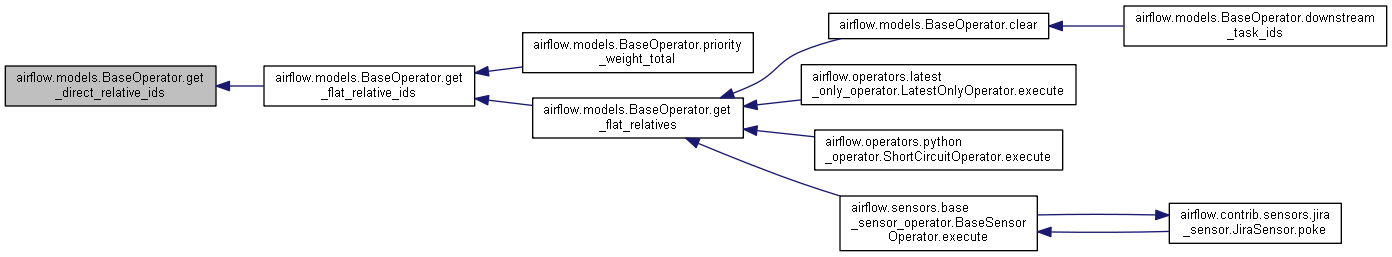 airflow.models.BaseOperator.get
_direct_relative_ids
airflow.models.BaseOperator.get
_flat_relative_ids
airflow.models.BaseOperator.priority
_weight_total
airflow.models.BaseOperator.get
_flat_relatives
airflow.models.BaseOperator.clear
airflow.models.BaseOperator.downstream
_task_ids
airflow.operators.latest
_only_operator.LatestOnlyOperator.execute
airflow.operators.python
_operator.ShortCircuitOperator.execute
airflow.sensors.base
_sensor_operator.BaseSensor
Operator.execute
airflow.contrib.sensors.jira
_sensor.JiraSensor.poke